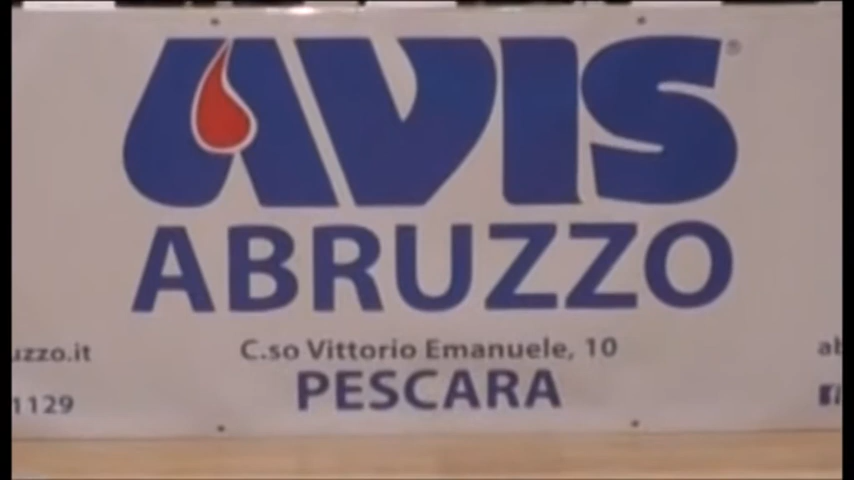 AVIS®
ABRUZZO
C.so Vittorio Emanuele, 10
PESCARA
uzzo.it
1129